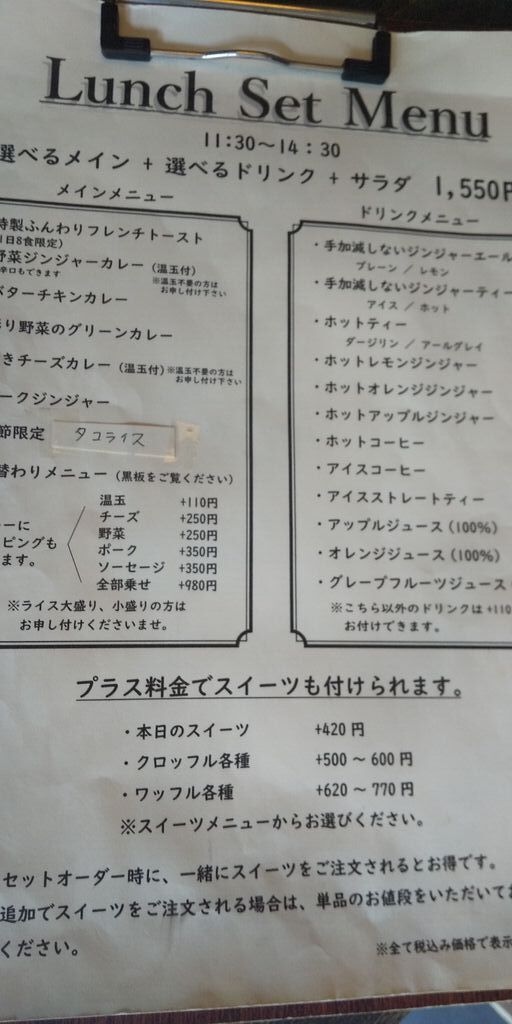 Lunch Set Menu
11:30～14:30
選べるメイン + 選べるドリンク + サラダ 1,550
メインメニュー
特製ふんわりフレンチトースト
1日8食限定)
野菜ジンジャーカレー (温玉付)
辛口もできます
※温玉不要の方は
お申し付け下さい
バターチキンカレー
り野菜のグリーンカレー
きチーズカレー (温玉付) ※温玉不要の方は
お申し付け下さい
ークジンジャー
節限定 タコライス
替わりメニュー (黒板をご覧ください)
ーに
ピングも
ます。
温玉 +110円
チーズ +250円
野菜 +250円
ポーク +350円
ソーセージ +350円
全部乗せ +980円
※ライス大盛り、小盛りの方は
お申し付けくださいませ。
ドリンクメニュー
・手加減しないジンジャーエール
プレーン / レモン
・手加減しないジンジャーティー
アイス / ホット
・ホットティー
ダージリン / アールグレイ
・ホットレモンジンジャー
・ホットオレンジジンジャー
・ホットアップルジンジャー
・ホットコーヒー
・アイスコーヒー
・アイスストレートティー
・アップルジュース (100%)
・オレンジジュース (100%)
・グレープフルーツジュース
※こちら以外のドリンクは +110
お付けできます。
プラス料金でスイーツも付けられます。
・本日のスイーツ +420 円
・クロッフル各種 +500 ～ 600 円
・ワッフル各種 +620 ～ 770 円
※スイーツメニューからお選びください。
セットオーダー時に、一緒にスイーツをご注文されるとお得です。
追加でスイーツをご注文される場合は、単品のお値段をいただいてお
ください。
※全て税込み価格で表示